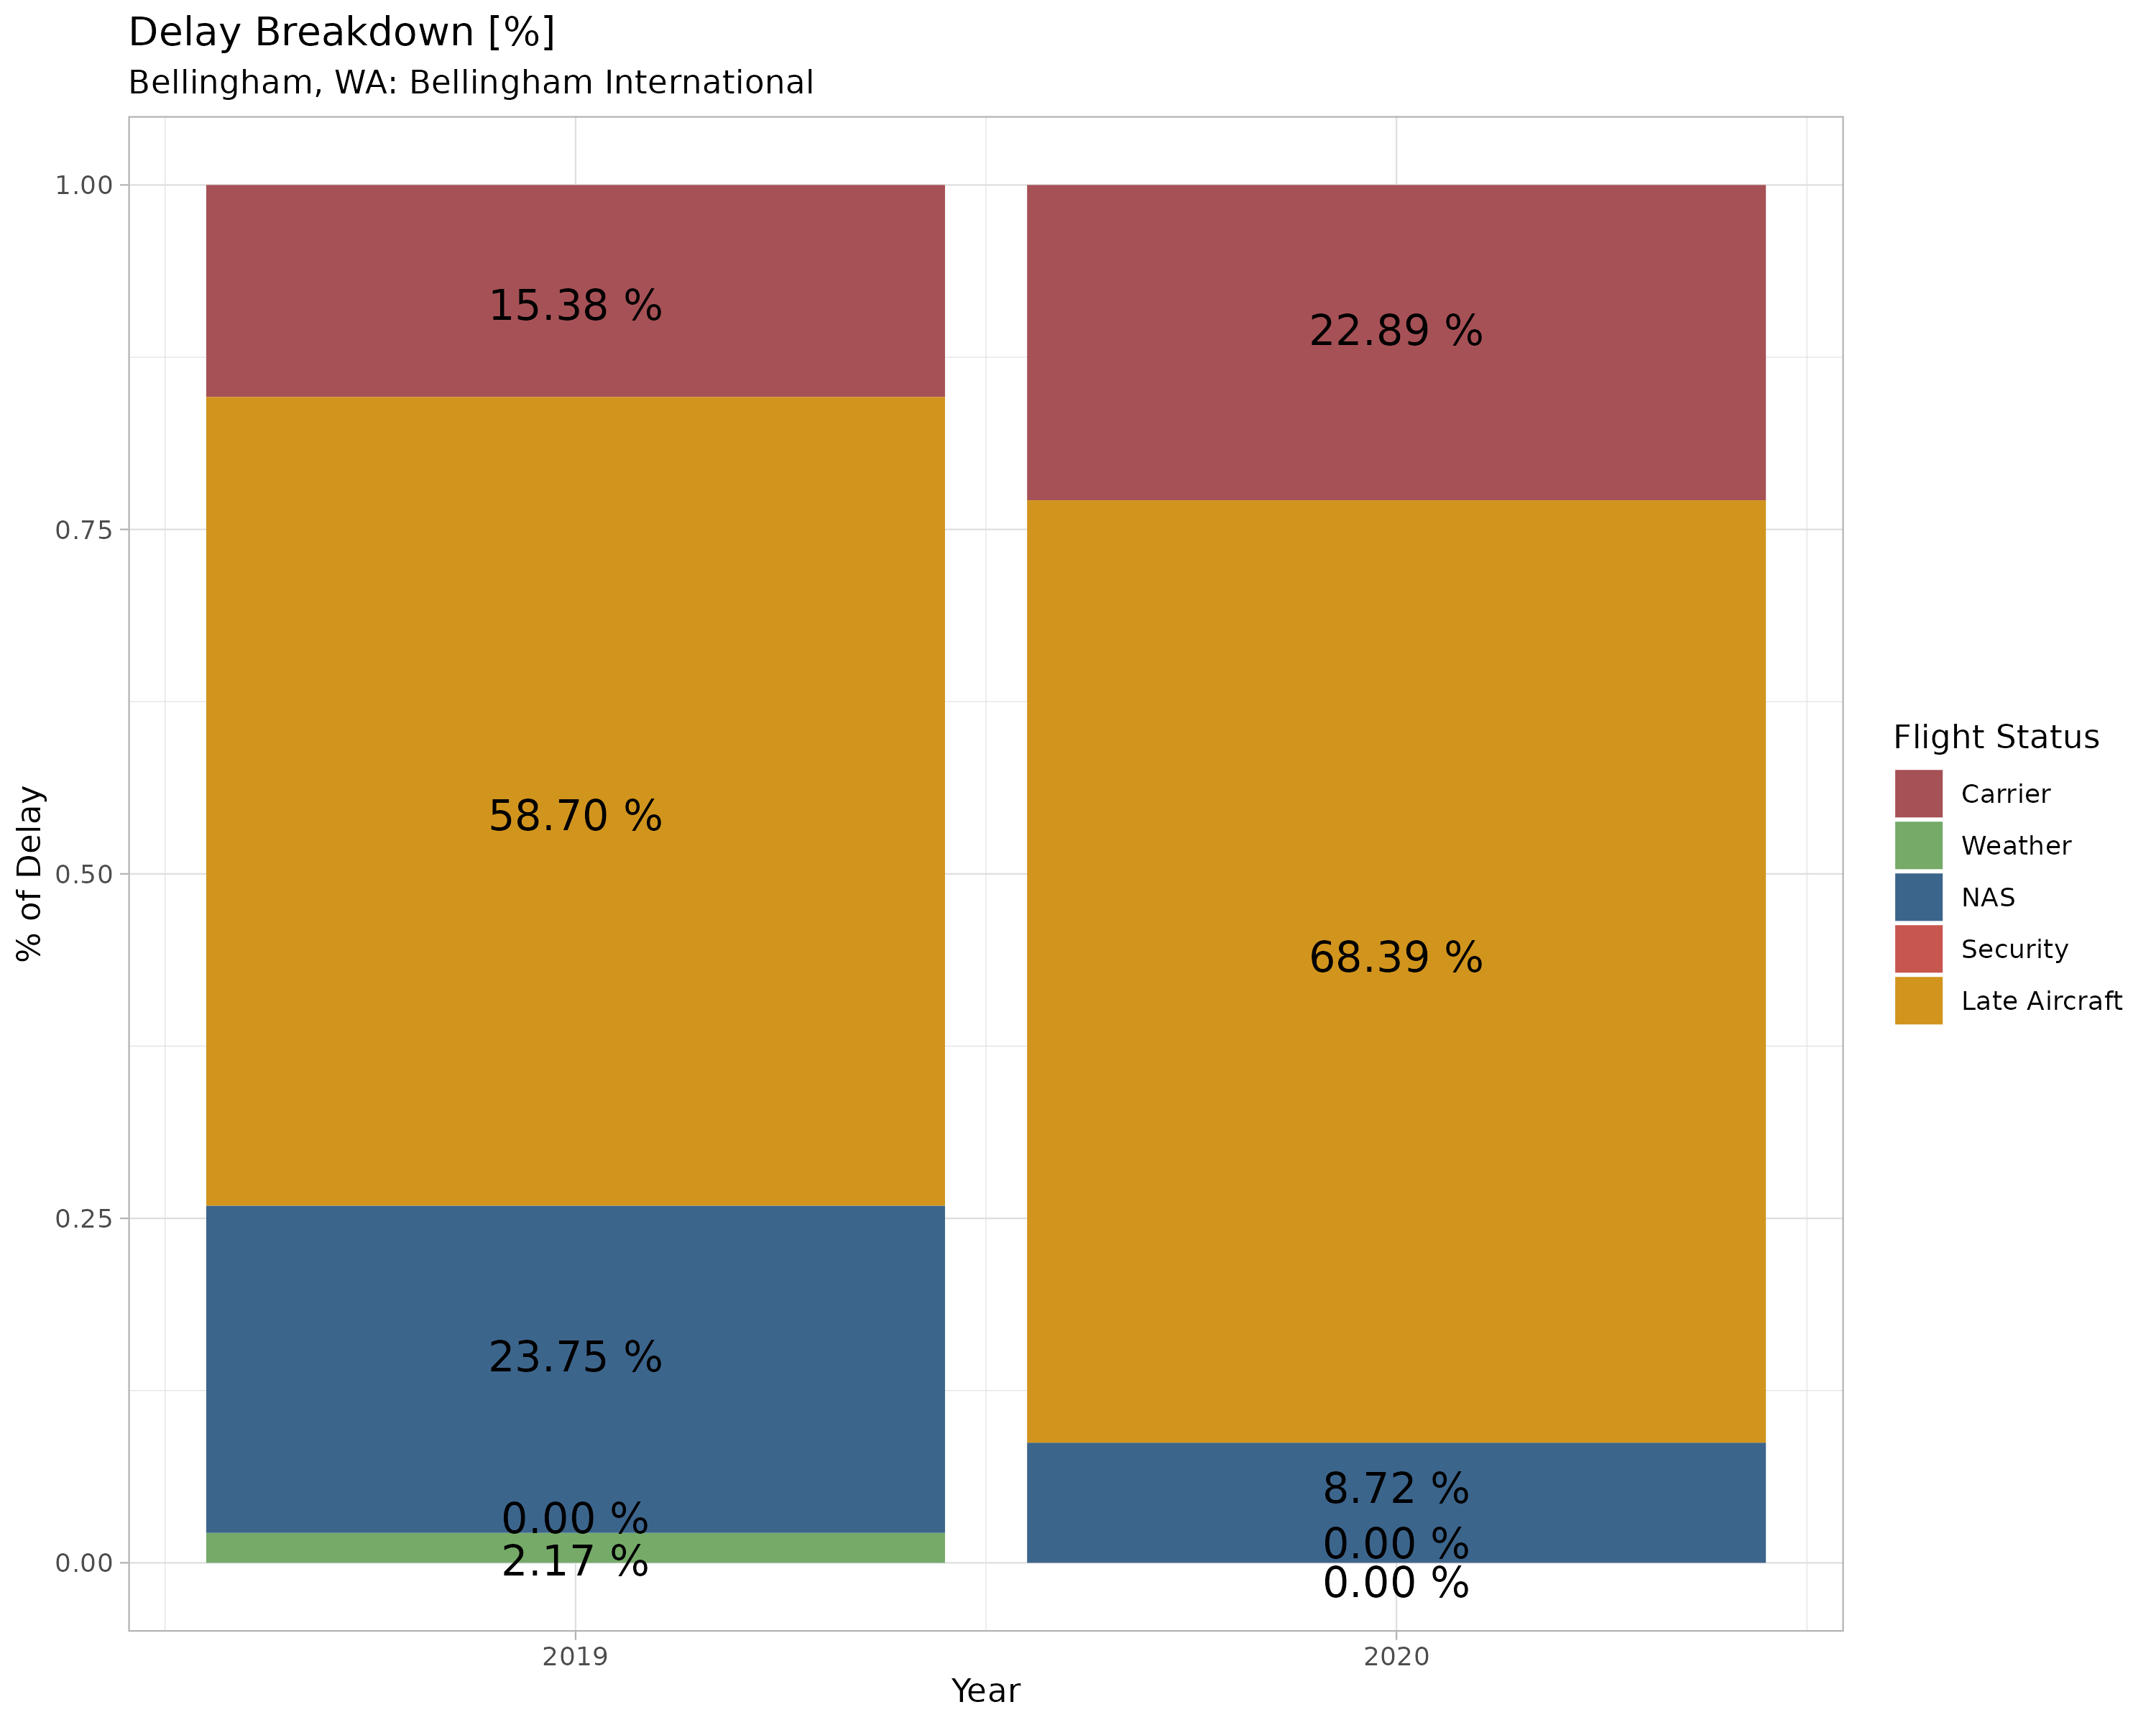 Delay Breakdown [%]
Bellingham, WA: Bellingham International
% of Delay
1.00
0.75
0.50
0.25
0.00
15.38 %
58.70 %
23.75 %
0.00 %
2.17 %
22.89 %
68.39 %
8.72 %
0.00 %
0.00 %
2019
2020
Year
Flight Status
Carrier
Weather
NAS
Security
Late Aircraft